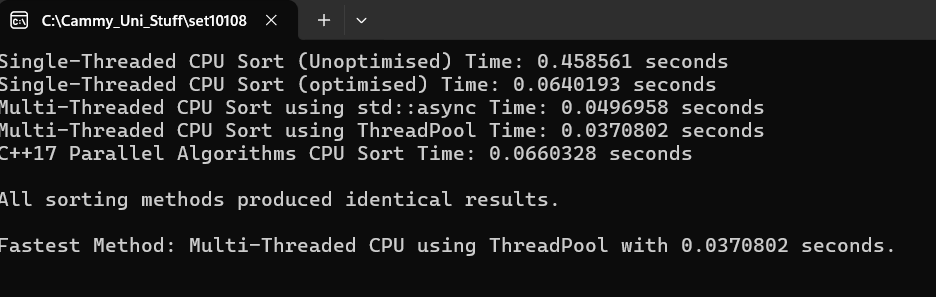 C:\Cammy_Uni_Stuff\set10108
Single-Threaded CPU Sort (Unoptimised) Time: 0.458561 seconds
Single-Threaded CPU Sort (optimised) Time: 0.0640193 seconds
Multi-Threaded CPU Sort using std::async Time: 0.0496958 seconds
Multi-Threaded CPU Sort using ThreadPool Time: 0.0370802 seconds
C++17 Parallel Algorithms CPU Sort Time: 0.0660328 seconds
All sorting methods produced identical results.
Fastest Method: Multi-Threaded CPU using ThreadPool with 0.0370802 seconds.